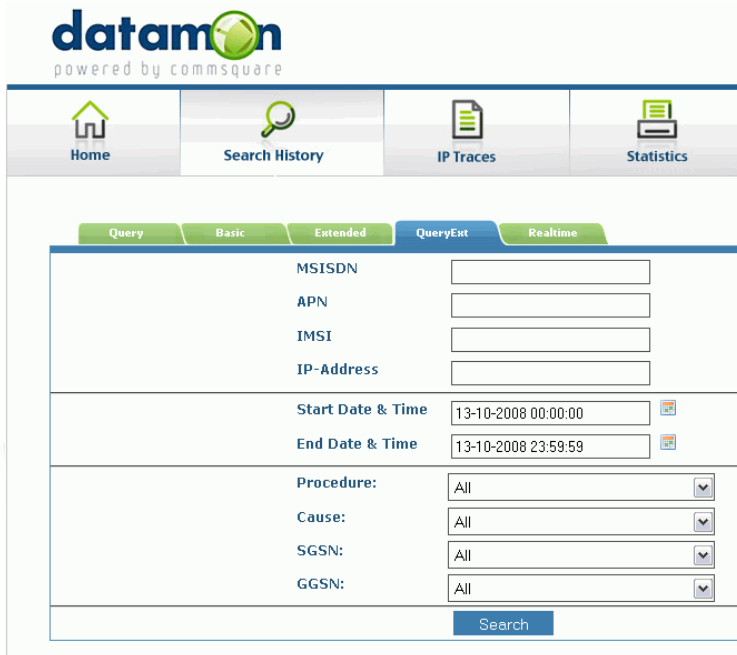 datamon
powered by commsquare
Home Search History IP Traces Statistics
Query Basic Extended QueryExt Realtime
MSISDN
APN
IMSI
IP-Address
Start Date & Time 13-10-2008 00:00:00
End Date & Time 13-10-2008 23:59:59
Procedure: All
Cause: All
SGSN: All
GGSN: All
Search